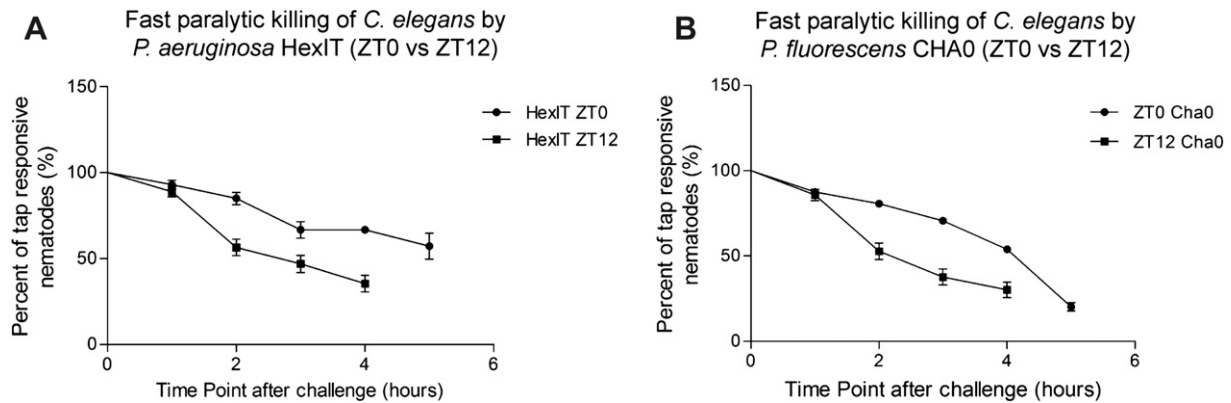 A
Fast paralytic killing of C. elegans by
P. aeruginosa HexIT (ZT0 vs ZT12)
150
100
50
0
Percent of tap responsive
nematodes (%)
HexIT ZT0
HexIT ZT12
0
2
4
6
Time Point after challenge (hours)
B
Fast paralytic killing of C. elegans by
P. fluorescens CHA0 (ZT0 vs ZT12)
150
100
50
0
Percent of tap responsive
nematodes (%)
ZT0 Cha0
ZT12 Cha0
0
2
4
6
Time Point after challenge (hours)